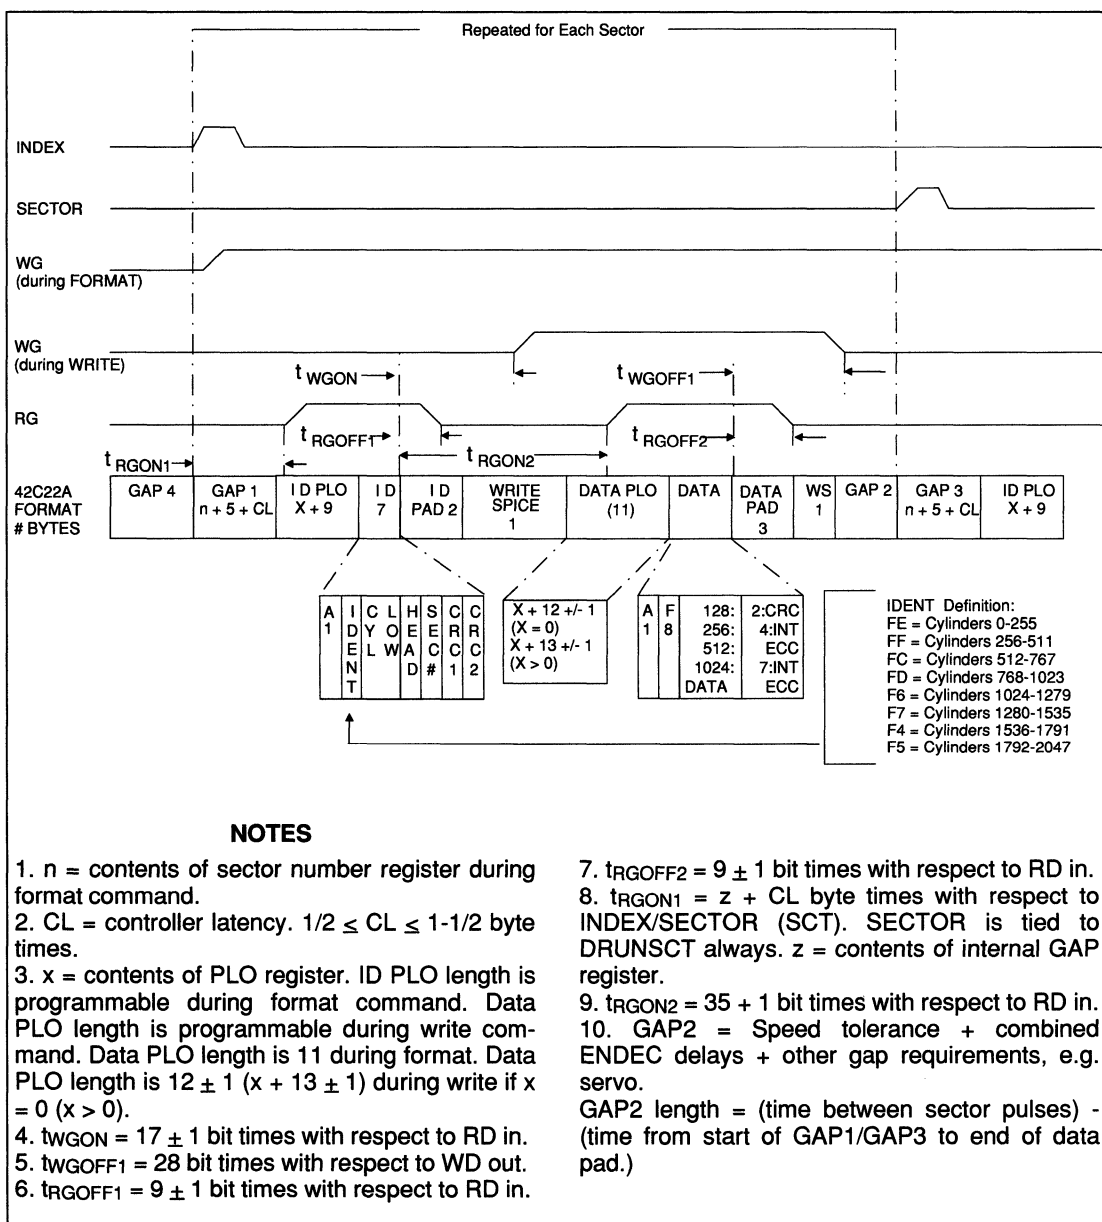 Repeated for Each Sector
INDEX
SECTOR
WG
(during FORMAT)
WG
(during WRITE)
t WGON
t WGOFF1
RG
t RGOFF1
t RGOFF2
t RGON1
t RGON2
42C22A
FORMAT
# BYTES
GAP 4
GAP 1
n + 5 + CL
I D PLO
X + 9
I D
7
I D
PAD 2
WRITE
SPICE
1
DATA PLO
(11)
DATA
DATA
PAD
3
WS
1
GAP 2
GAP 3
n + 5 + CL
ID PLO
X + 9
A1
IDENT
CYL
LOW
HEAD
SEC#
CRC1
CRC2
X + 12 +/- 1
(X = 0)
X + 13 +/- 1
(X > 0)
A1
F8
128:
256:
512:
1024:
DATA
2:CRC
4:INT
ECC
7:INT
ECC
IDENT Definition:
FE = Cylinders 0-255
FF = Cylinders 256-511
FC = Cylinders 512-767
FD = Cylinders 768-1023
F6 = Cylinders 1024-1279
F7 = Cylinders 1280-1535
F4 = Cylinders 1536-1791
F5 = Cylinders 1792-2047
NOTES
1. n = contents of sector number register during
format command.
2. CL = controller latency. 1/2 ≤ CL ≤ 1-1/2 byte
times.
3. x = contents of PLO register. ID PLO length is
programmable during format command. Data
PLO length is programmable during write com-
mand. Data PLO length is 11 during format. Data
PLO length is 12 ± 1 (x + 13 ± 1) during write if x
= 0 (x > 0).
4. tWGON = 17 ± 1 bit times with respect to RD in.
5. tWGOFF1 = 28 bit times with respect to WD out.
6. tRGOFF1 = 9 ± 1 bit times with respect to RD in.
7. tRGOFF2 = 9 ± 1 bit times with respect to RD in.
8. tRGON1 = z + CL byte times with respect to
INDEX/SECTOR (SCT). SECTOR is tied to
DRUNSCT always. z = contents of internal GAP
register.
9. tRGON2 = 35 + 1 bit times with respect to RD in.
10. GAP2 = Speed tolerance + combined
ENDEC delays + other gap requirements, e.g.
servo.
GAP2 length = (time between sector pulses) -
(time from start of GAP1/GAP3 to end of data
pad.)